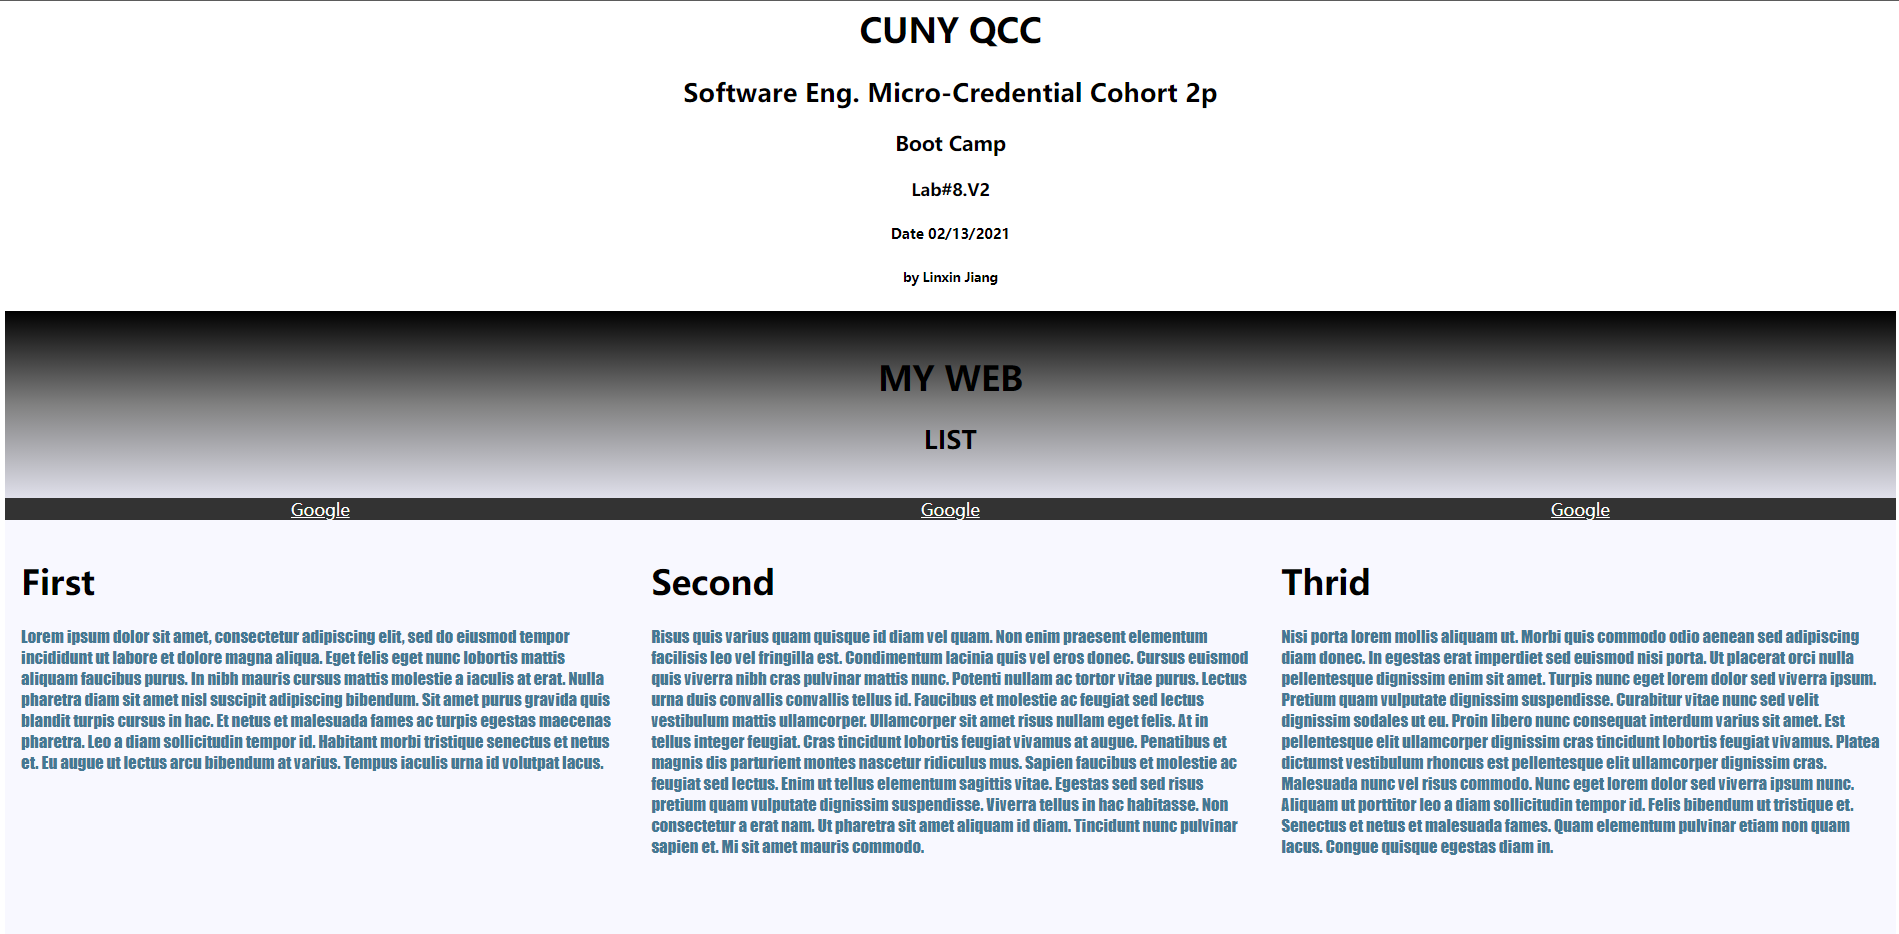 CUNY QCC
Software Eng. Micro-Credential Cohort 2p
Boot Camp
Lab#8.V2
Date 02/13/2021
by Linxin Jiang
MY WEB
LIST
Google
Google
Google
First
Lorem ipsum dolor sit amet, consectetur adipiscing elit, sed do eiusmod tempor
incididunt ut labore et dolore magna aliqua. Eget felis eget nunc lobortis mattis
aliquam faucibus purus. In nibh mauris cursus mattis molestie a iaculis at erat. Nulla
pharetra diam sit amet nisl suscipit adipiscing bibendum. Sit amet purus gravida quis
blandit turpis cursus in hac. Et netus et malesuada fames ac turpis egestas maecenas
pharetra. Leo a diam sollicitudin tempor id. Habitant morbi tristique senectus et netus
et. Eu augue ut lectus arcu bibendum at varius. Tempus iaculis urna id volutpat lacus.
Second
Risus quis varius quam quisque id diam vel quam. Non enim praesent elementum
facilisis leo vel fringilla est. Condimentum lacinia quis vel eros donec. Cursus euismod
quis viverra nibh cras pulvinar mattis nunc. Potenti nullam ac tortor vitae purus. Lectus
urna duis convallis convallis tellus id. Faucibus et molestie ac feugiat sed lectus
vestibulum mattis ullamcorper. Ullamcorper sit amet risus nullam eget felis. At in
tellus integer feugiat. Cras tincidunt lobortis feugiat vivamus at augue. Penatibus et
magnis dis parturient montes nascetur ridiculus mus. Sapien faucibus et molestie ac
feugiat sed lectus. Enim ut tellus elementum sagittis vitae. Egestas sed sed risus
pretium quam vulputate dignissim suspendisse. Viverra tellus in hac habitasse. Non
consectetur a erat nam. Ut pharetra sit amet aliquam id diam. Tincidunt nunc pulvinar
sapien et. Mi sit amet mauris commodo.
Thrid
Nisi porta lorem mollis aliquam ut. Morbi quis commodo odio aenean sed adipiscing
diam donec. In egestas erat imperdiet sed euismod nisi porta. Ut placerat orci nulla
pellentesque dignissim enim sit amet. Turpis nunc eget lorem dolor sed viverra ipsum.
Pretium quam vulputate dignissim suspendisse. Curabitur vitae nunc sed velit
dignissim sodales ut eu. Proin libero nunc consequat interdum varius sit amet. Est
pellentesque elit ullamcorper dignissim cras tincidunt lobortis feugiat vivamus. Platea
dictumst vestibulum rhoncus est pellentesque elit ullamcorper dignissim cras.
Malesuada nunc vel risus commodo. Nunc eget lorem dolor sed viverra ipsum nunc.
Aliquam ut porttitor leo a diam sollicitudin tempor id. Felis bibendum ut tristique et.
Senectus et netus et malesuada fames. Quam elementum pulvinar etiam non quam
lacus. Congue quisque egestas diam in.